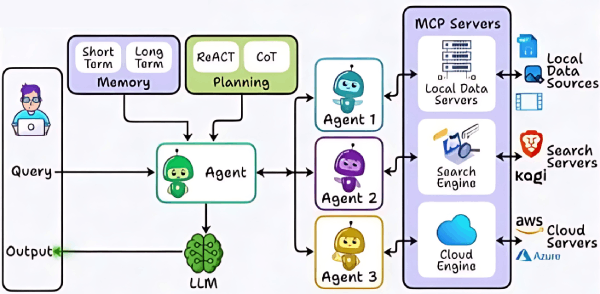 MCP Servers
Short
Term
Long
Term
Memory
ReACT
CoT
Planning
Query
Output
Agent
LLM
Agent 1
Agent 2
Agent 3
Local Data
Servers
Search
Engine
Cloud
Engine
Local
Data
Sources
Search
Servers
kagi
aws
Cloud
Servers
Azure